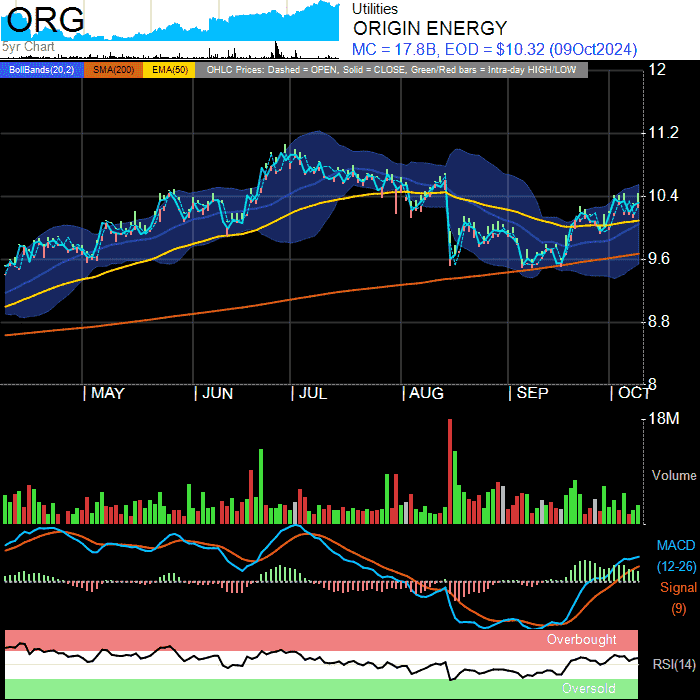 ORG
5yr Chart
Utilities
ORIGIN ENERGY
MC = 17.8B, EOD = $10.32 (09Oct2024)
BollBands(20,2) SMA(200) EMA(50) OHLC Prices: Dashed = OPEN, Solid = CLOSE, Green/Red bars = Intra-day HIGH/LOW
12
11.2
10.4
9.6
8.8
8
MAY JUN JUL AUG SEP OCT
18M
Volume
MACD
(12-26)
Signal
(9)
Overbought
RSI(14)
Oversold